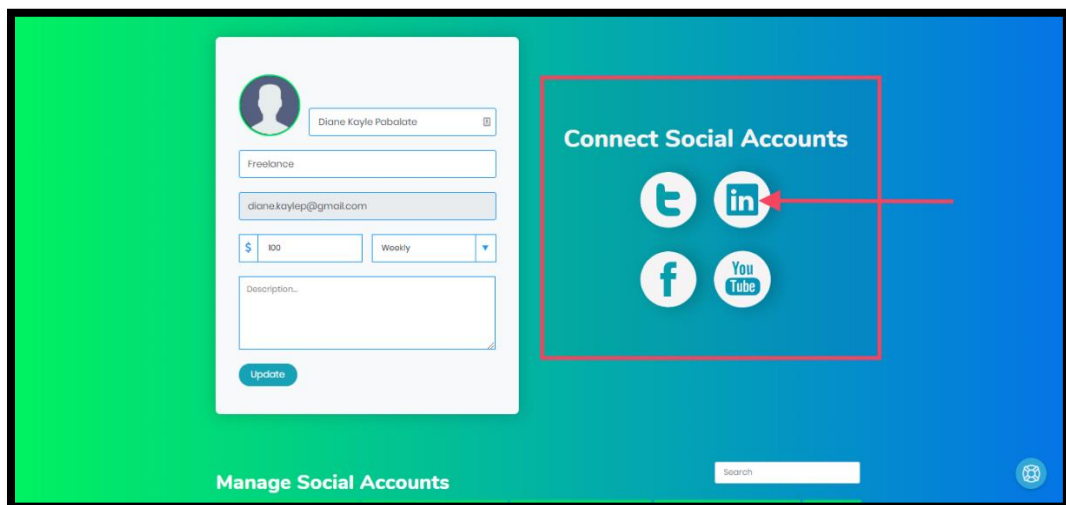 Diane Kayle Pabalate
Freelance
diane.kaylep@gmail.com
$ 100 Weekly
Description...
Update
Connect Social Accounts
t in
f You
Tube
Manage Social Accounts
Search